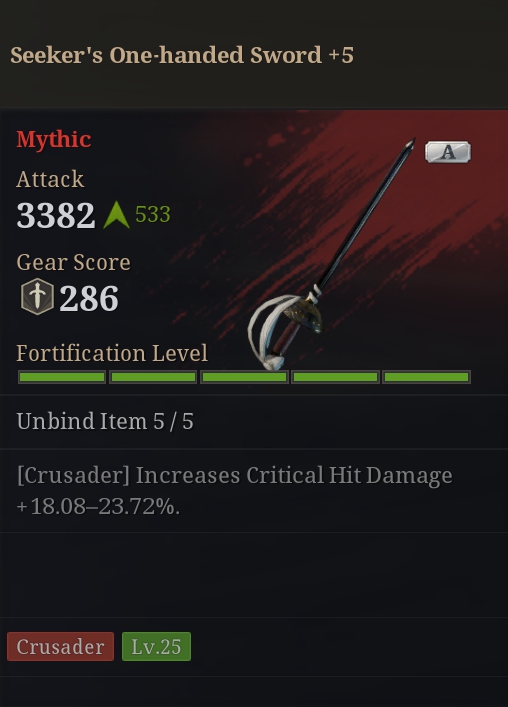 Seeker's One-handed Sword +5
Mythic
A
Attack
3382 533
Gear Score
286
Fortification Level
Unbind Item 5 / 5
[Crusader] Increases Critical Hit Damage
+18.08–23.72%.
Crusader Lv.25